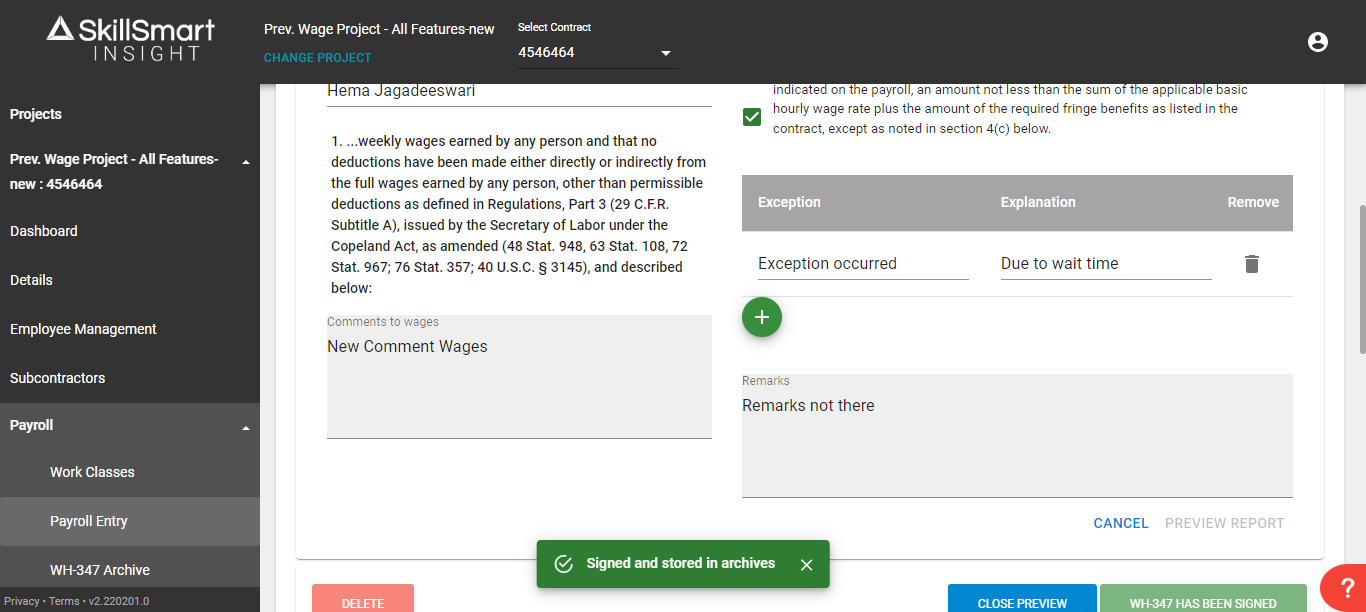 SkillSmart
INSIGHT
Prev. Wage Project - All Features-new
CHANGE PROJECT
Select Contract
4546464
Projects
Prev. Wage Project - All Features-
new : 4546464
Dashboard
Details
Employee Management
Subcontractors
Payroll
Work Classes
Payroll Entry
WH-347 Archive
Privacy • Terms • v2.220201.0
Hema Jagadeeswari
1. ...weekly wages earned by any person and that no
deductions have been made either directly or indirectly from
the full wages earned by any person, other than permissible
deductions as defined in Regulations, Part 3 (29 C.F.R.
Subtitle A), issued by the Secretary of Labor under the
Copeland Act, as amended (48 Stat. 948, 63 Stat. 108, 72
Stat. 967; 76 Stat. 357; 40 U.S.C. § 3145), and described
below:
Comments to wages
New Comment Wages
indicated on the payroll, an amount not less than the sum of the applicable basic
hourly wage rate plus the amount of the required fringe benefits as listed in the
contract, except as noted in section 4(c) below.
Exception Explanation Remove
Exception occurred Due to wait time
Remarks
Remarks not there
CANCEL PREVIEW REPORT
Signed and stored in archives
DELETE CLOSE PREVIEW WH-347 HAS BEEN SIGNED
?